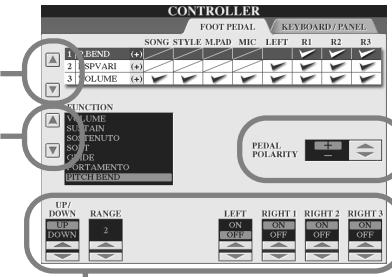 CONTROLLER
FOOT PEDAL
KEYBOARD / PANEL
SONG STYLE M.PAD MIC LEFT R1 R2 R3
1 P.BEND (+)
2 DSPVARI (+)
3 VOLUME (+)
FUNCTION
VOLUME
SUSTAIN
SOSTENUTO
SOFT
GLIDE
PORTAMENTO
PITCH BEND
PEDAL
POLARITY
+
−
UP/
DOWN RANGE LEFT RIGHT 1 RIGHT 2 RIGHT 3
UP 2 ON ON ON ON
DOWN OFF OFF OFF OFF